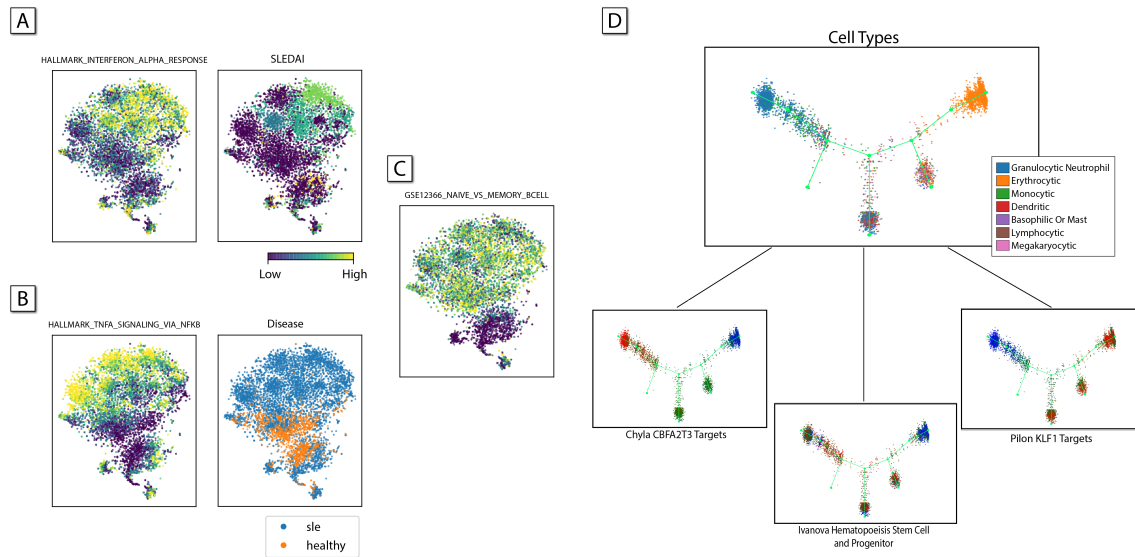 A
HALLMARK_INTERFERON_ALPHA_RESPONSE
SLEDAI
Low
High
B
HALLMARK_TNFA_SIGNALING_VIA_NFKB
Disease
sle
healthy
C
GSE12366_NAIVE_VS_MEMORY_BCELL
D
Cell Types
Granulocytic Neutrophil
Erythrocytic
Monocytic
Dendritic
Basophilic Or Mast
Lymphocytic
Megakaryocytic
Chyla CBFA2T3 Targets
Ivanova Hematopoeisis Stem Cell
and Progenitor
Pilon KLF1 Targets